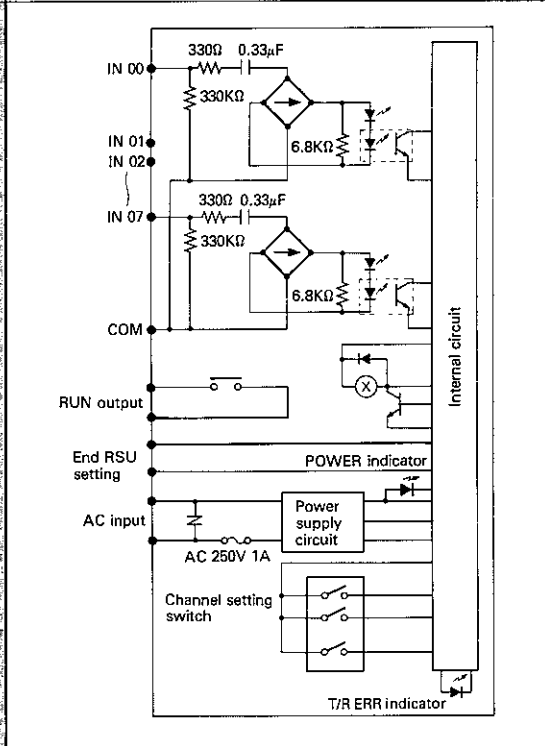 330Ω 0.33µF
IN 00
330KΩ
IN 01
6.8KΩ
IN 02
330Ω 0.33µF
IN 07
330KΩ
6.8KΩ
COM
Internal circuit
X
RUN output
End RSU
setting
POWER indicator
AC input
Power
supply
circuit
AC 250V 1A
Channel setting
switch
T/R ERR indicator